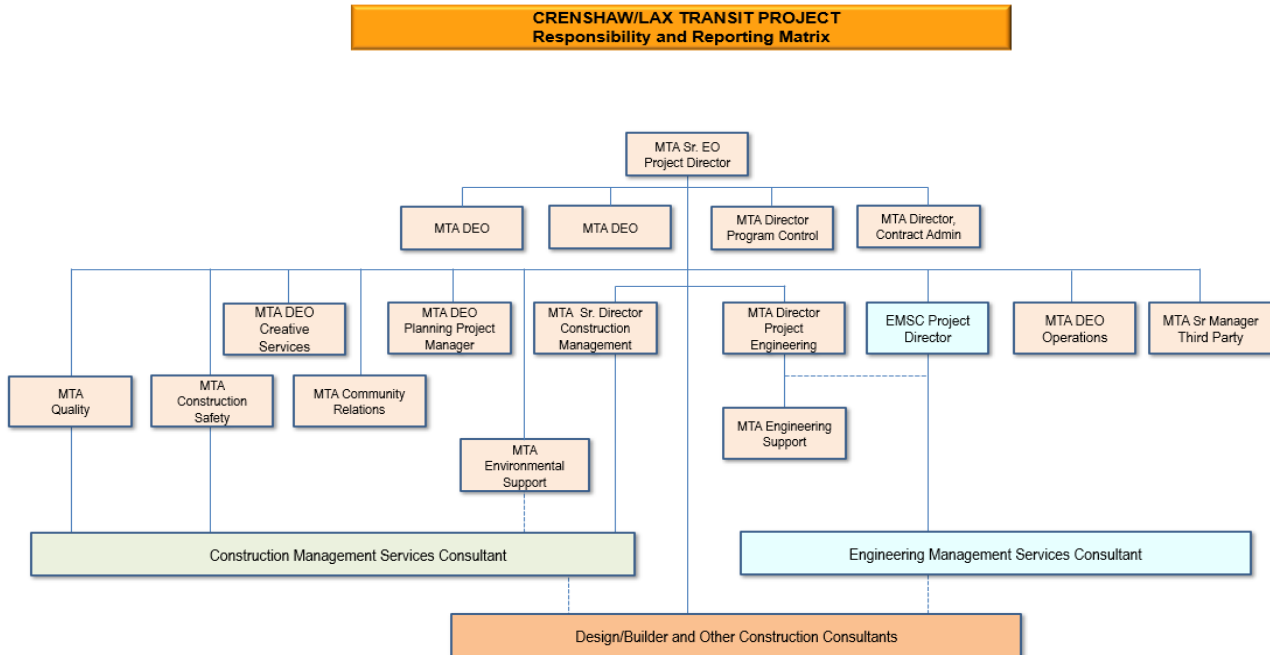 CRENSHAW/LAX TRANSIT PROJECT
Responsibility and Reporting Matrix
MTA Sr. EO
Project Director
MTA DEO
MTA DEO
MTA Director
Program Control
MTA Director,
Contract Admin
MTA DEO
Creative
Services
MTA DEO
Planning Project
Manager
MTA Sr. Director
Construction
Management
MTA Director
Project
Engineering
EMSC Project
Director
MTA DEO
Operations
MTA Sr Manager
Third Party
MTA
Quality
MTA
Construction
Safety
MTA Community
Relations
MTA Engineering
Support
MTA
Environmental
Support
Construction Management Services Consultant
Engineering Management Services Consultant
Design/Builder and Other Construction Consultants